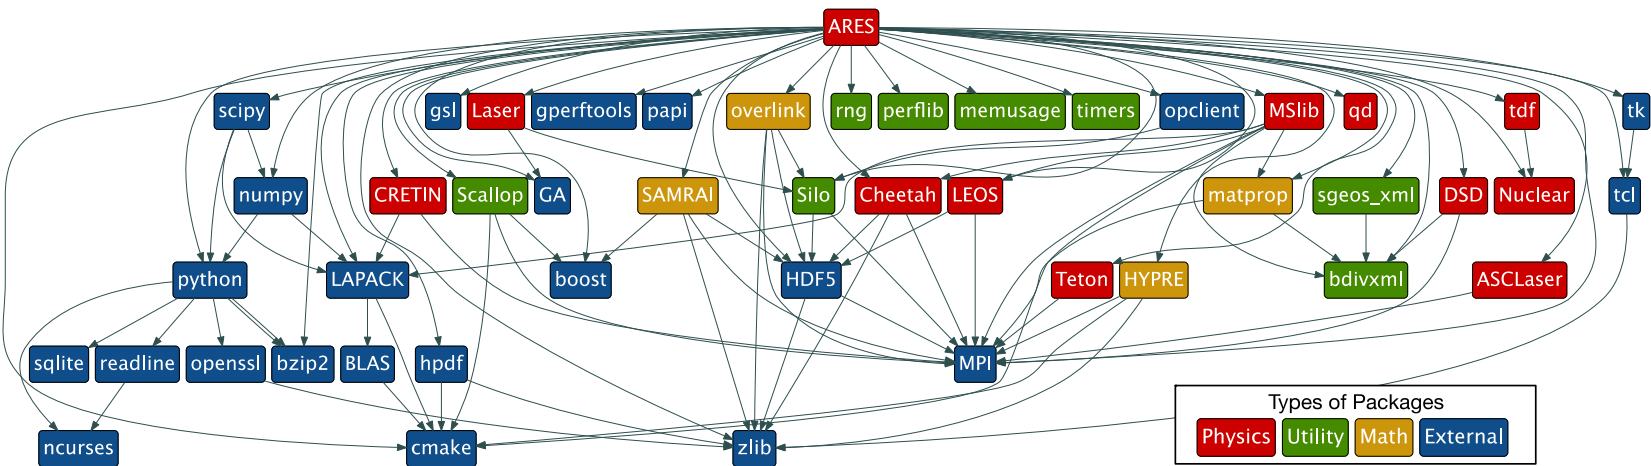 ARES
scipy gsl Laser gperftools papi overlink rng perflib memusage timers opclient MSlib qd tdf tk
numpy CRETIN Scallop GA SAMRAI Silo Cheetah LEOS matprop sgeos_xml DSD Nuclear tcl
python LAPACK boost HDF5 Teton HYPRE bdivxml ASCLaser
sqlite readline openssl bzip2 BLAS hpdf MPI
ncurses cmake zlib
Types of Packages
Physics Utility Math External